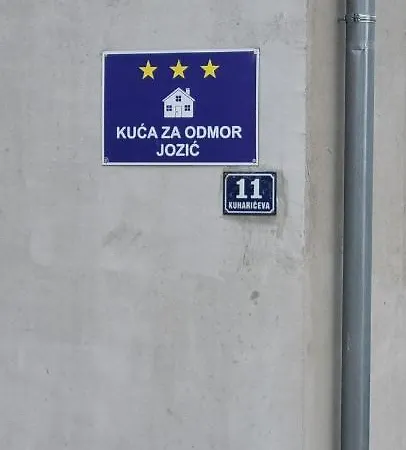 KUĆA ZA ODMOR
JOZIĆ
11
KUHARIĆEVA